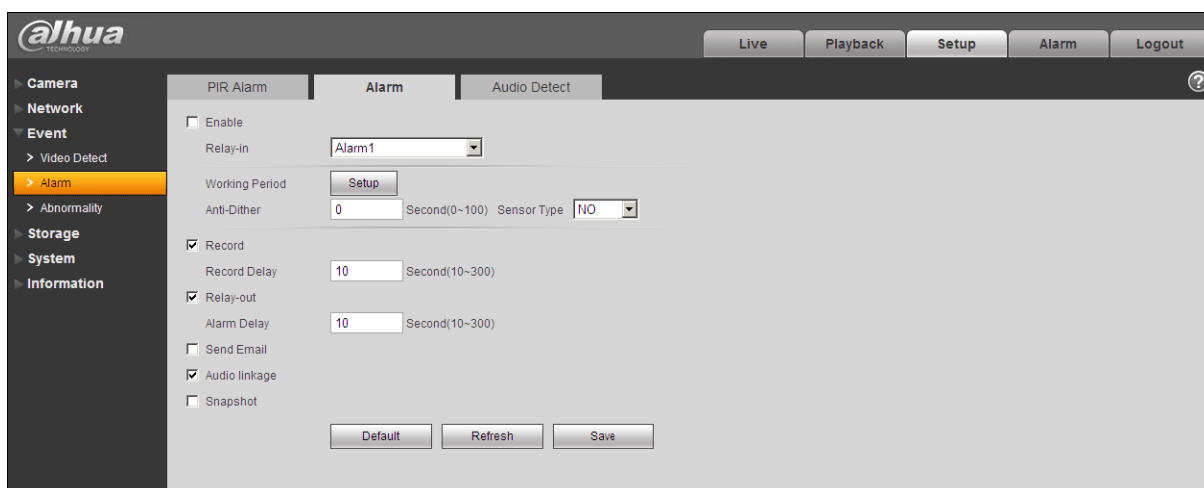 alhua
TECHNOLOGY
Live Playback Setup Alarm Logout
Camera
Network
Event
> Video Detect
> Alarm
> Abnormality
Storage
System
Information
PIR Alarm Alarm Audio Detect
?
Enable
Relay-in Alarm1
Working Period Setup
Anti-Dither 0 Second(0~100) Sensor Type NO
Record
Record Delay 10 Second(10~300)
Relay-out
Alarm Delay 10 Second(10~300)
Send Email
Audio linkage
Snapshot
Default Refresh Save